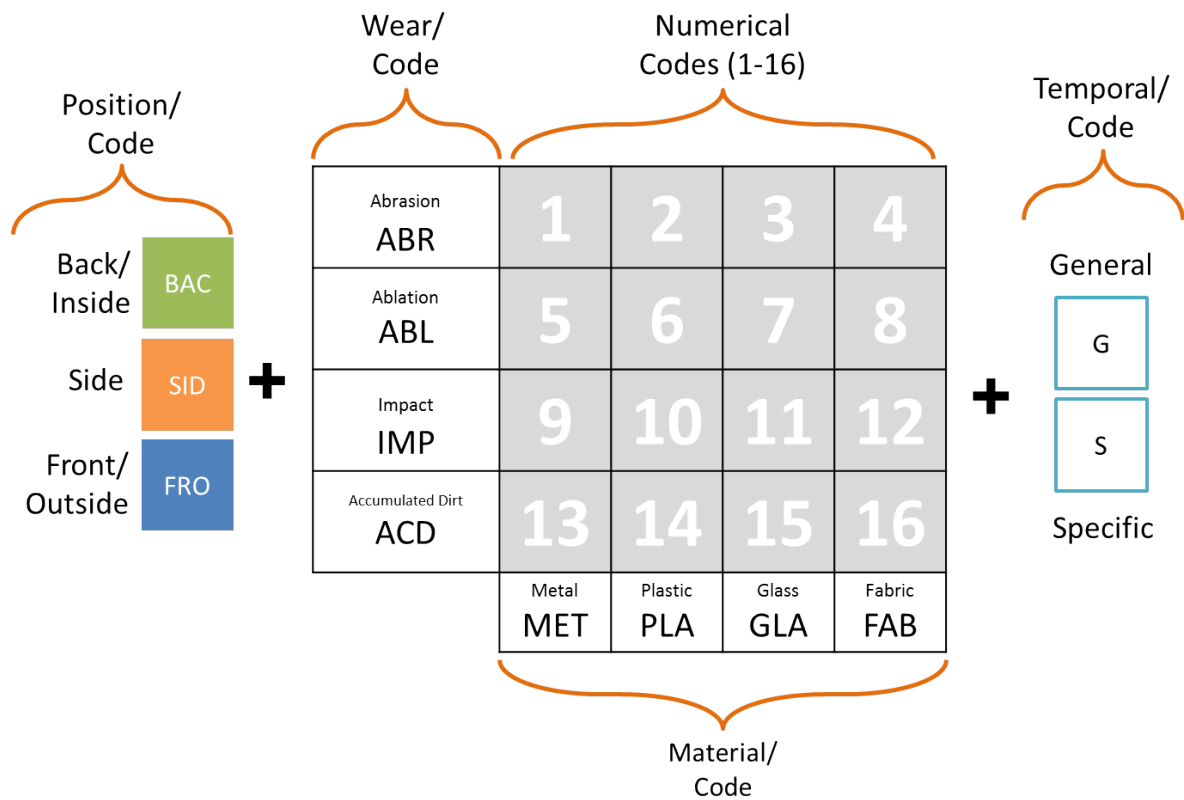 Wear/
Code
Numerical
Codes (1-16)
Position/
Code
Temporal/
Code
Back/
Inside
BAC
Side
SID
Front/
Outside
FRO
+
Abrasion
ABR
1 2 3 4
Ablation
ABL
5 6 7 8
Impact
IMP
9 10 11 12
Accumulated Dirt
ACD
13 14 15 16
Metal
MET
Plastic
PLA
Glass
GLA
Fabric
FAB
Material/
Code
+
General
G
S
Specific